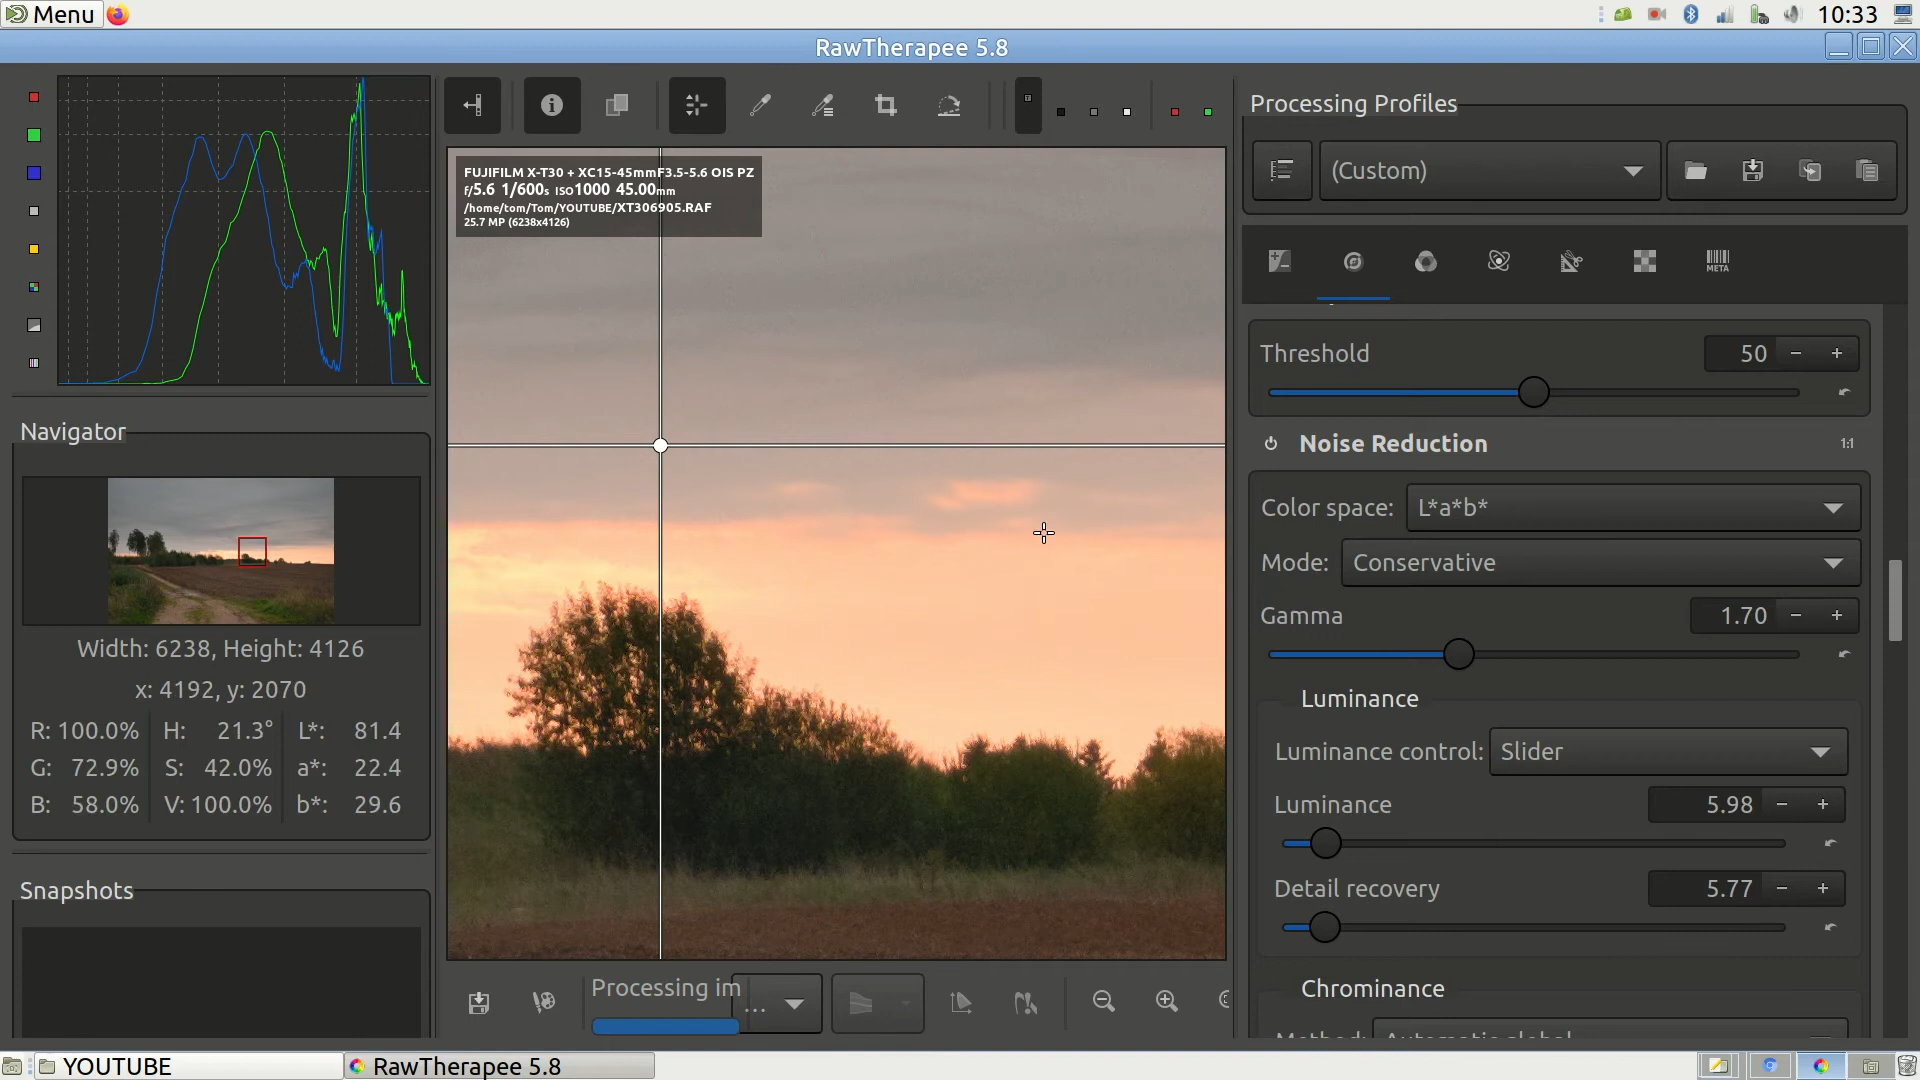 Menu
10:33
RawTherapee 5.8
FUJIFILM X-T30 + XC15-45mmF3.5-5.6 OIS PZ
f/5.6 1/600s ISO1000 45.00mm
/home/tom/Tom/YOUTUBE/XT306905.RAF
25.7 MP (6238x4126)
Navigator
Width: 6238, Height: 4126
x: 4192, y: 2070
R: 100.0% H: 21.3° L*: 81.4
G: 72.9% S: 42.0% a*: 22.4
B: 58.0% V: 100.0% b*: 29.6
Snapshots
Processing im
...
Processing Profiles
(Custom)
META
Threshold 50
Noise Reduction 1:1
Color space: L*a*b*
Mode: Conservative
Gamma 1.70
Luminance
Luminance control: Slider
Luminance 5.98
Detail recovery 5.77
Chrominance
YOUTUBE
RawTherapee 5.8